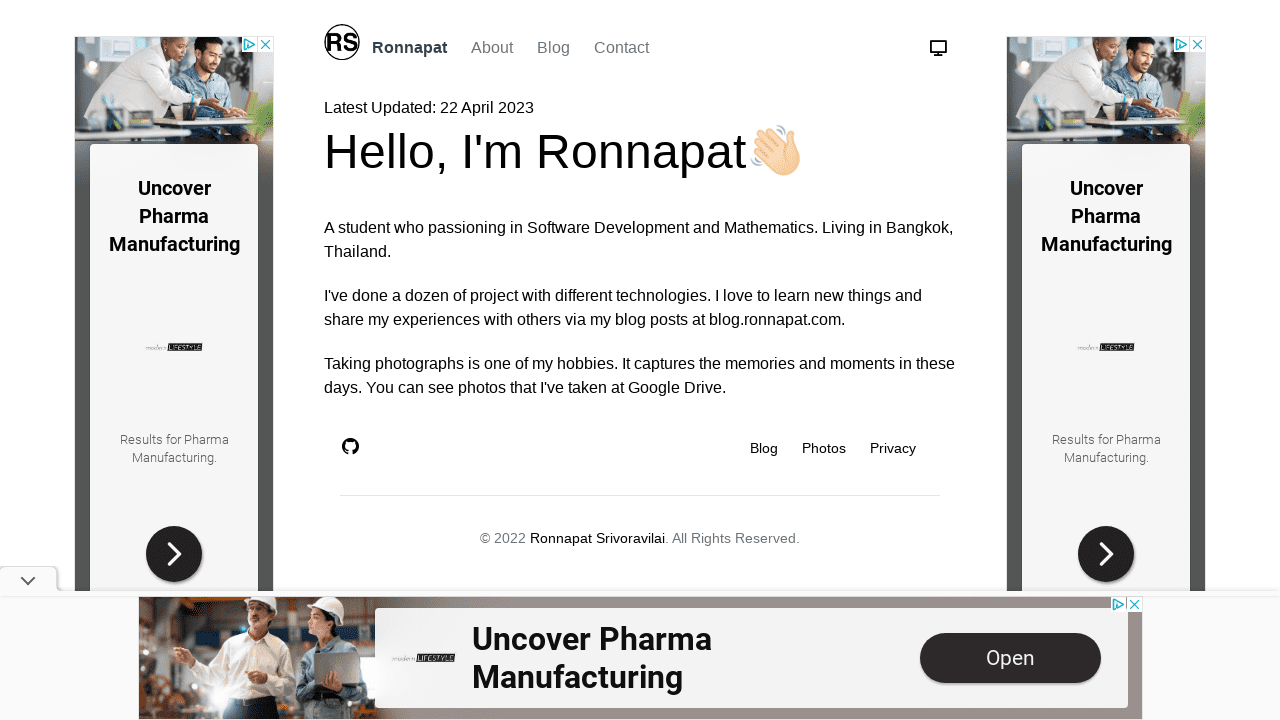 RS
Ronnapat
About
Blog
Contact
Latest Updated: 22 April 2023
Hello, I'm Ronnapat👋🏼
A student who passioning in Software Development and Mathematics. Living in Bangkok,
Thailand.
I've done a dozen of project with different technologies. I love to learn new things and
share my experiences with others via my blog posts at blog.ronnapat.com.
Taking photographs is one of my hobbies. It captures the memories and moments in these
days. You can see photos that I've taken at Google Drive.
Blog
Photos
Privacy
© 2022 Ronnapat Srivoravilai. All Rights Reserved.
Uncover
Pharma
Manufacturing
modern LIFESTYLE
Results for Pharma
Manufacturing.
Uncover
Pharma
Manufacturing
modern LIFESTYLE
Results for Pharma
Manufacturing.
modern LIFESTYLE
Uncover Pharma
Manufacturing
Open